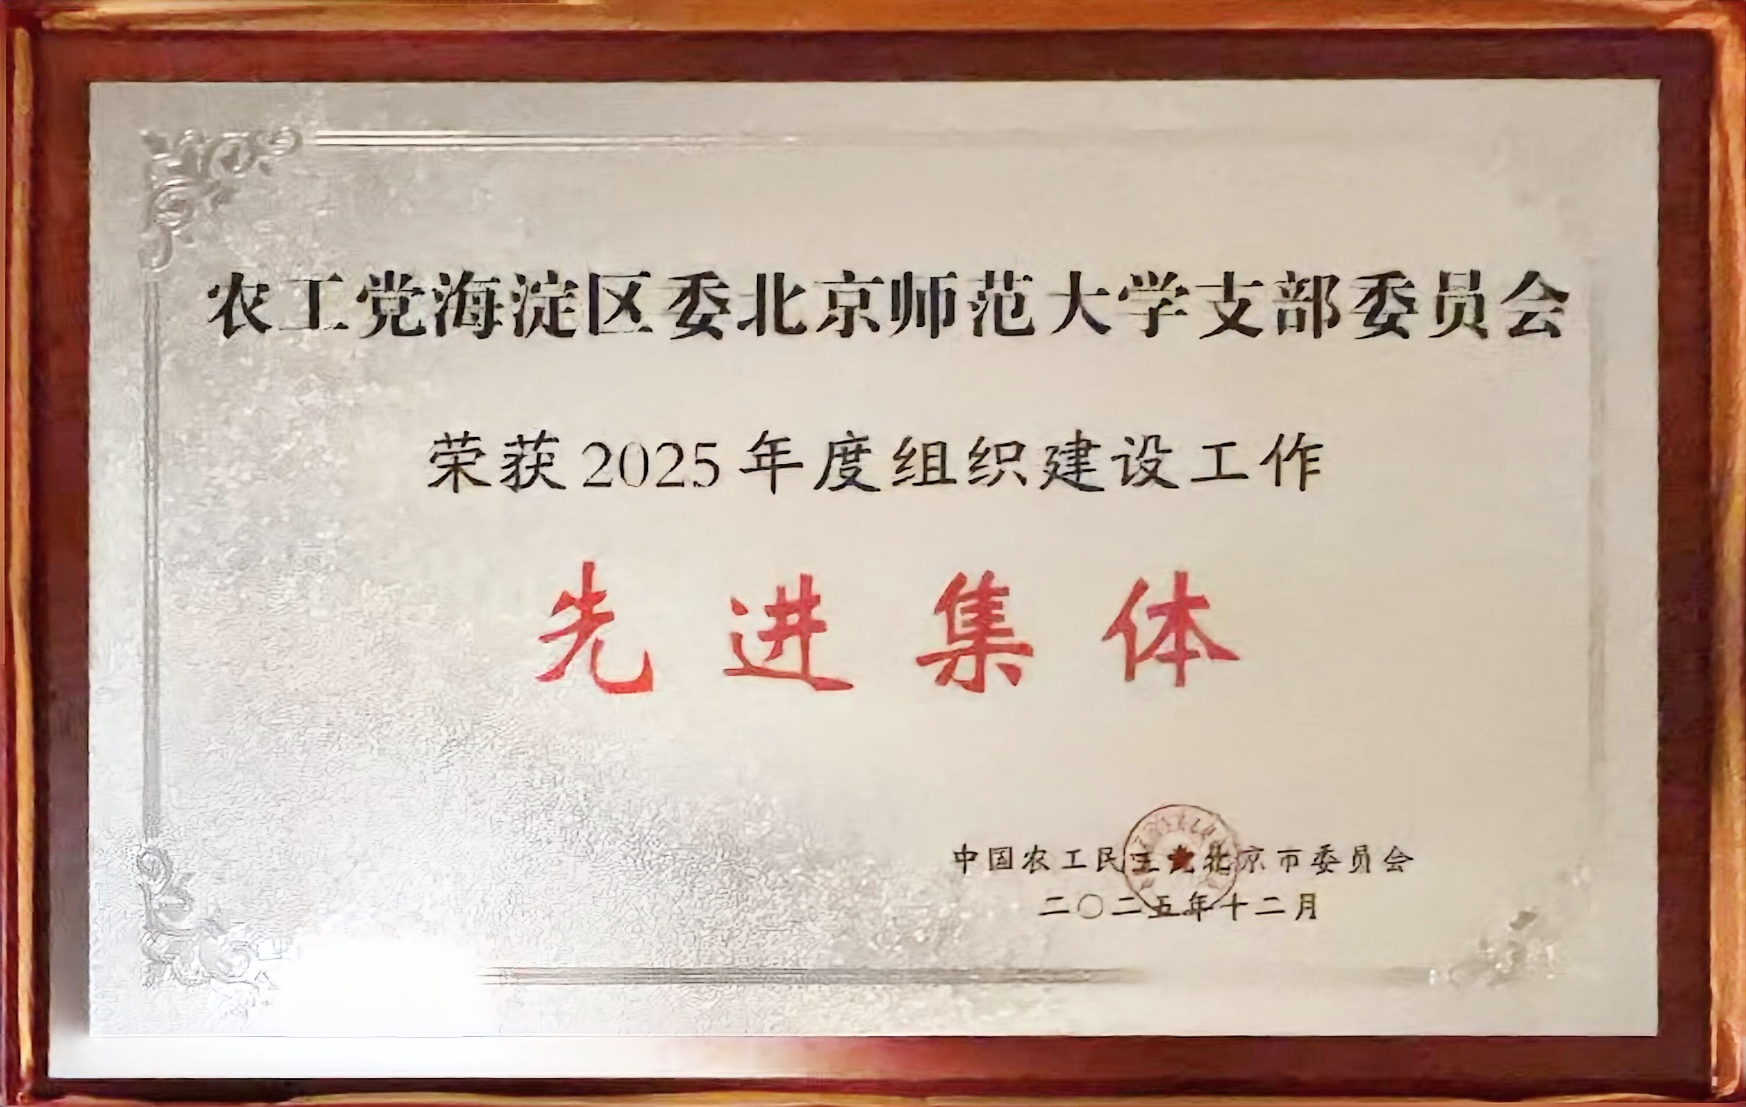 农工党海淀区委北京师范大学支部委员会
荣获2025年度组织建设工作
先进集体
中国农工民主党北京市委员会
二〇二五年十二月